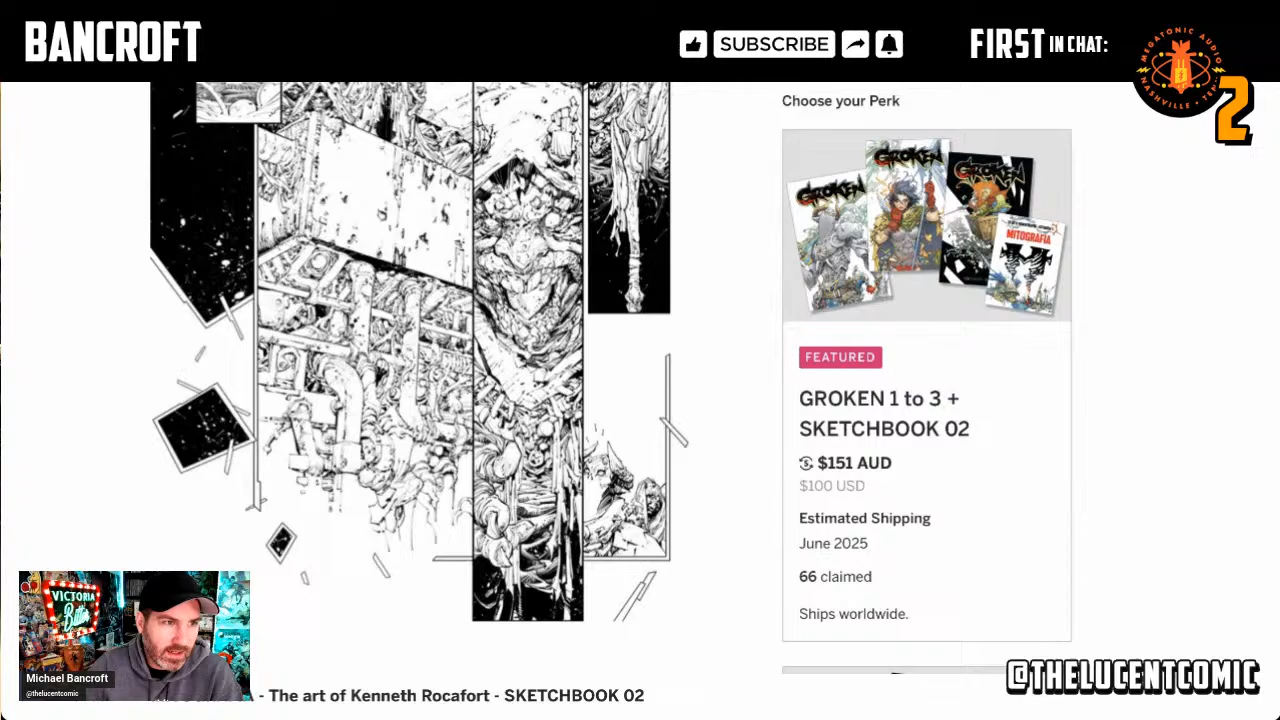 BANCROFT
SUBSCRIBE
FIRST IN CHAT:
MEGATONIC AUDIO
NASHVILLE
2
Choose your Perk
GROKEN
GROKEN
GROKEN
MITOGRAFIA
FEATURED
GROKEN 1 to 3 +
SKETCHBOOK 02
$151 AUD
$100 USD
Estimated Shipping
June 2025
66 claimed
Ships worldwide.
VICTORIA
Michael Bancroft
@thelucentcomic
- The art of Kenneth Rocafort - SKETCHBOOK 02
@THELUCENTCOMIC